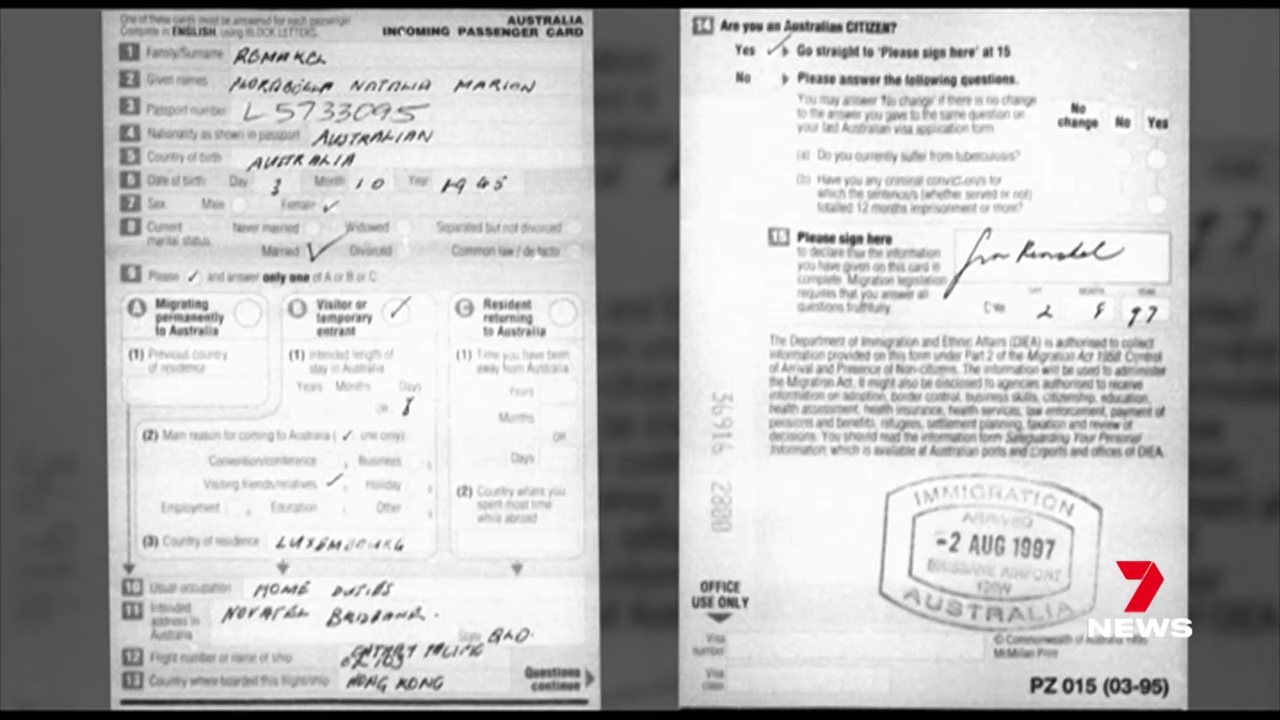 One of these cards must be answered for each passenger
Complete in ENGLISH, using BLOCK LETTERS.
AUSTRALIA
INCOMING PASSENGER CARD
1 Family/Surname REMAKEL
2 Given names FLORABELLA NATALIA MARION
3 Passport number L5733095
4 Nationality as shown in passport AUSTRALIAN
5 Country of birth AUSTRALIA
6 Date of birth Day 3 Month 10 Year 1945
7 Sex Male Female ✓
8 Current marital status Never married Widowed Separated but not divorced
Married ✓ Divorced Common law / de facto
9 Please ✓ and answer only one of A or B or C
A Migrating permanently to Australia
(1) Previous country of residence
B Visitor or temporary entrant ✓
(1) Intended length of stay in Australia
Years Months Days
OR 8
(2) Main reason for coming to Australia (✓ one only)
Convention/conference Business
Visiting friends/relatives ✓ Holiday
Employment Education Other
(3) Country of residence LUXEMBOURG
C Resident returning to Australia
(1) Time you have been away from Australia
Years
Months
OR
Days
(2) Country where you spent most time while abroad
10 Usual occupation HOME DUTIES
11 Intended address in Australia NOVATEL BRISBANE.
State QLD.
12 Flight number or name of ship CATHAY
13 Country where boarded this flight/ship HONG KONG
Questions continue
14 Are you an Australian CITIZEN?
Yes ✓ Go straight to 'Please sign here' at 15
No Please answer the following questions.
You may answer 'No change' if there is no change
to the answer you gave to the same question on
your last Australian visa application form
No change No Yes
(a) Do you currently suffer from tuberculosis?
(b) Have you any criminal conviction/s for
which the sentence/s (whether served or not)
totalled 12 months imprisonment or more?
15 Please sign here
to declare that the information
you have given on this card is
complete. Migration legislation
requires that you answer all
questions truthfully.
Remakel
DAY MONTH YEAR
Date 2 8 97
The Department of Immigration and Ethnic Affairs (DIEA) is authorised to collect
information provided on this form under Part 2 of the Migration Act 1958: Control
of Arrival and Presence of Non-citizens. The information will be used to administer
the Migration Act. It might also be disclosed to agencies authorised to receive
information on adoption, border control, business skills, citizenship, education,
health assessment, health insurance, health services, law enforcement, payment of
pensions and benefits, refugees, settlement planning, taxation and review of
decisions. You should read the information form Safeguarding Your Personal
Information, which is available at Australian ports and airports and offices of DIEA.
36916 2800
IMMIGRATION
ARRIVED
-2 AUG 1997
BRISBANE AIRPORT
AUSTRALIA
OFFICE
USE ONLY
Visa number
Visa class
© Commonwealth of Australia
McMillan Print
PZ 015 (03-95)
7
NEWS